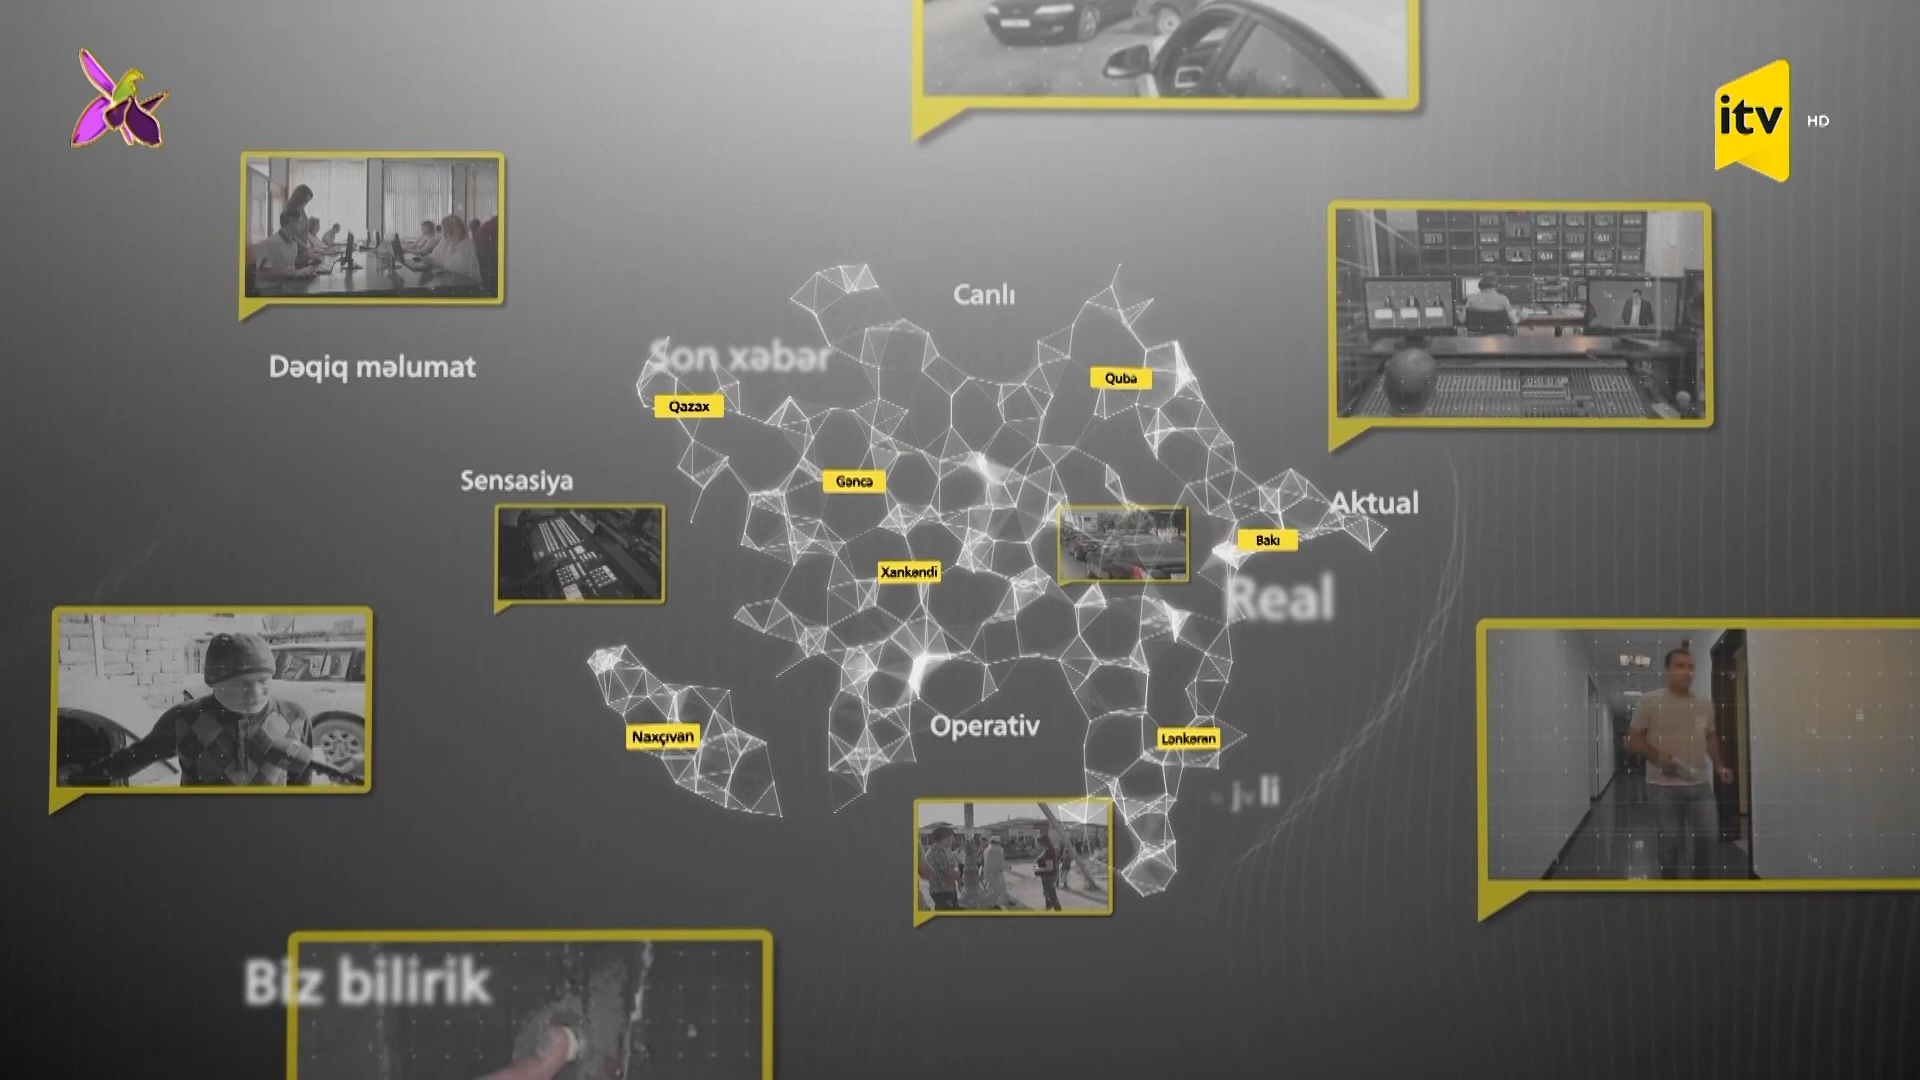 itv HD
Canlı
Son xəbər
Dəqiq məlumat
Quba
Qazax
Sensasiya
Gəncə
Aktual
Bakı
Xankəndi
Real
Operativ
Naxçıvan
Lənkəran
Biz bilirik